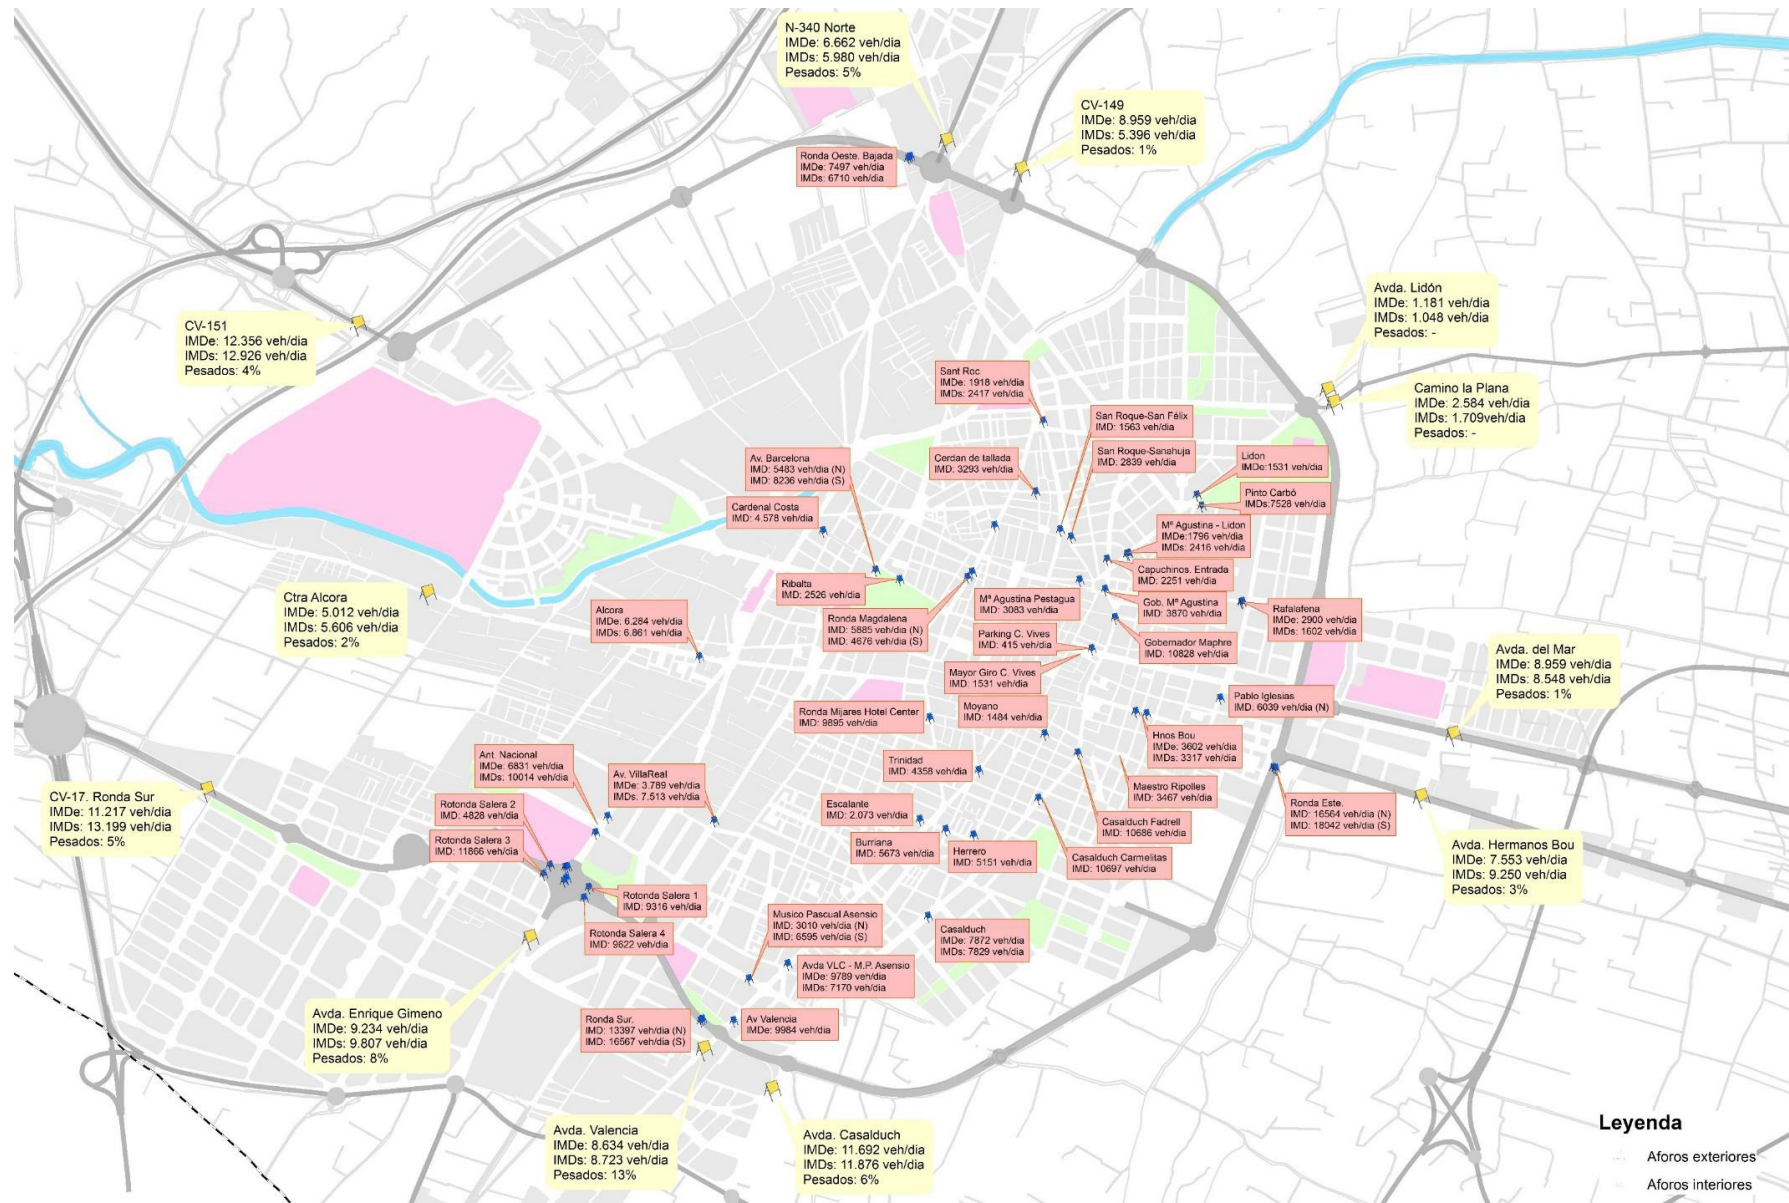 N-340 Norte
IMDe: 6.662 veh/dia
IMDs: 5.980 veh/dia
Pesados: 5%
CV-149
IMDe: 8.959 veh/dia
IMDs: 5.396 veh/dia
Pesados: 1%
Ronda Oeste. Bajada
IMDe: 7497 veh/dia
IMDs: 6710 veh/dia
Avda. Lidón
IMDe: 1.181 veh/dia
IMDs: 1.048 veh/dia
Pesados: -
CV-151
IMDe: 12.356 veh/dia
IMDs: 12.926 veh/dia
Pesados: 4%
Camino la Plana
IMDe: 2.584 veh/dia
IMDs: 1.709veh/dia
Pesados: -
Sant Roc
IMDe: 1918 veh/dia
IMDs: 2417 veh/dia
San Roque-San Félix
IMD: 1563 veh/dia
San Roque-Sanahuja
IMD: 2839 veh/dia
Av. Barcelona
IMD: 5483 veh/dia (N)
IMD: 8236 veh/dia (S)
Cerdan de tallada
IMD: 3293 veh/dia
Lidon
IMDe:1531 veh/dia
Pinto Carbó
IMDs:7528 veh/dia
Cardenal Costa
IMD: 4.578 veh/dia
Mª Agustina - Lidon
IMDe:1796 veh/dia
IMDs: 2416 veh/dia
Capuchinos. Entrada
IMD: 2251 veh/dia
Ribalta
IMD: 2526 veh/dia
Mª Agustina Pestagua
IMD: 3083 veh/dia
Gob. Mª Agustina
IMD: 3870 veh/dia
Rafalafena
IMDe: 2900 veh/dia
IMDs: 1602 veh/dia
Ctra Alcora
IMDe: 5.012 veh/dia
IMDs: 5.606 veh/dia
Pesados: 2%
Alcora
IMDe: 6.284 veh/dia
IMDs: 6.861 veh/dia
Ronda Magdalena
IMD: 5885 veh/dia (N)
IMD: 4676 veh/dia (S)
Parking C. Vives
IMD: 415 veh/dia
Gobernador Maphre
IMD: 10828 veh/dia
Mayor Giro C. Vives
IMD: 1531 veh/dia
Avda. del Mar
IMDe: 8.959 veh/dia
IMDs: 8.548 veh/dia
Pesados: 1%
Ronda Mijares Hotel Center
IMD: 9895 veh/dia
Moyano
IMD: 1484 veh/dia
Pablo Iglesias
IMD: 6039 veh/dia (N)
Hnos Bou
IMDe: 3602 veh/dia
IMDs: 3317 veh/dia
Ant. Nacional
IMDe: 6831 veh/dia
IMDs: 10014 veh/dia
Av. VillaReal
IMDe: 3.789 veh/dia
IMDs: 7.513 veh/dia
Trinidad
IMD: 4358 veh/dia
Maestro Ripolles
IMD: 3467 veh/dia
CV-17. Ronda Sur
IMDe: 11.217 veh/dia
IMDs: 13.199 veh/dia
Pesados: 5%
Rotonda Salera 2
IMD: 4828 veh/dia
Escalante
IMD: 2.073 veh/dia
Casalduch Fadrell
IMD: 10686 veh/dia
Ronda Este.
IMD: 16564 veh/dia (N)
IMD: 18042 veh/dia (S)
Rotonda Salera 3
IMD: 11866 veh/dia
Burriana
IMD: 5673 veh/dia
Herrero
IMD: 5151 veh/dia
Casalduch Carmelitas
IMD: 10697 veh/dia
Avda. Hermanos Bou
IMDe: 7.553 veh/dia
IMDs: 9.250 veh/dia
Pesados: 3%
Rotonda Salera 1
IMD: 9316 veh/dia
Rotonda Salera 4
IMD: 9622 veh/dia
Musico Pascual Asensio
IMD: 3010 veh/dia (N)
IMD: 6595 veh/dia (S)
Casalduch
IMDe: 7872 veh/dia
IMDs: 7829 veh/dia
Avda VLC - M.P. Asensio
IMDe: 9789 veh/dia
IMDs: 7170 veh/dia
Avda. Enrique Gimeno
IMDe: 9.234 veh/dia
IMDs: 9.807 veh/dia
Pesados: 8%
Ronda Sur.
IMD: 13397 veh/dia (N)
IMD: 16567 veh/dia (S)
Av Valencia
IMDe: 9984 veh/dia
Avda. Valencia
IMDe: 8.634 veh/dia
IMDs: 8.723 veh/dia
Pesados: 13%
Avda. Casalduch
IMDe: 11.692 veh/dia
IMDs: 11.876 veh/dia
Pesados: 6%
Leyenda
Aforos exteriores
Aforos interiores